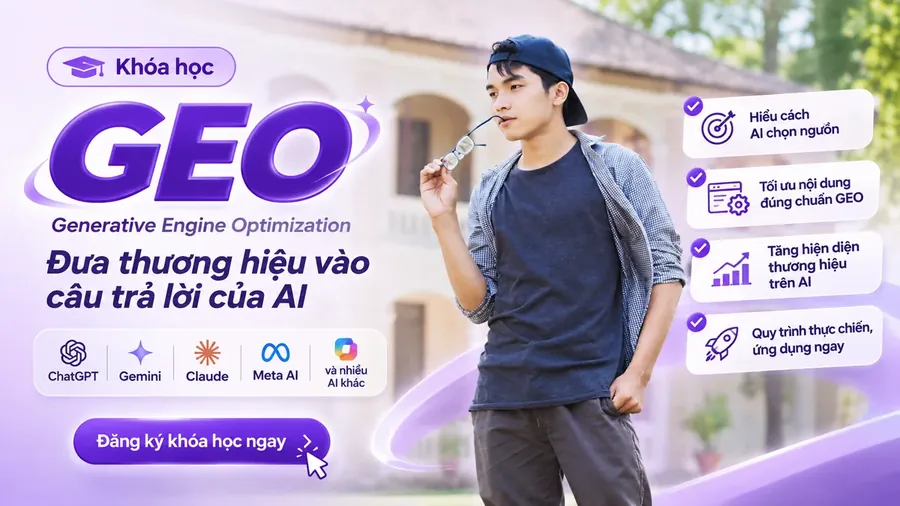 Khóa học
GEO
Generative Engine Optimization
Đưa thương hiệu vào
câu trả lời của AI
ChatGPT
Gemini
Claude
Meta AI
và nhiều
AI khác
Đăng ký khóa học ngay
Hiểu cách
AI chọn nguồn
Tối ưu nội dung
đúng chuẩn GEO
Tăng hiện diện
thương hiệu
trên AI
Quy trình thực chiến,
ứng dụng ngay